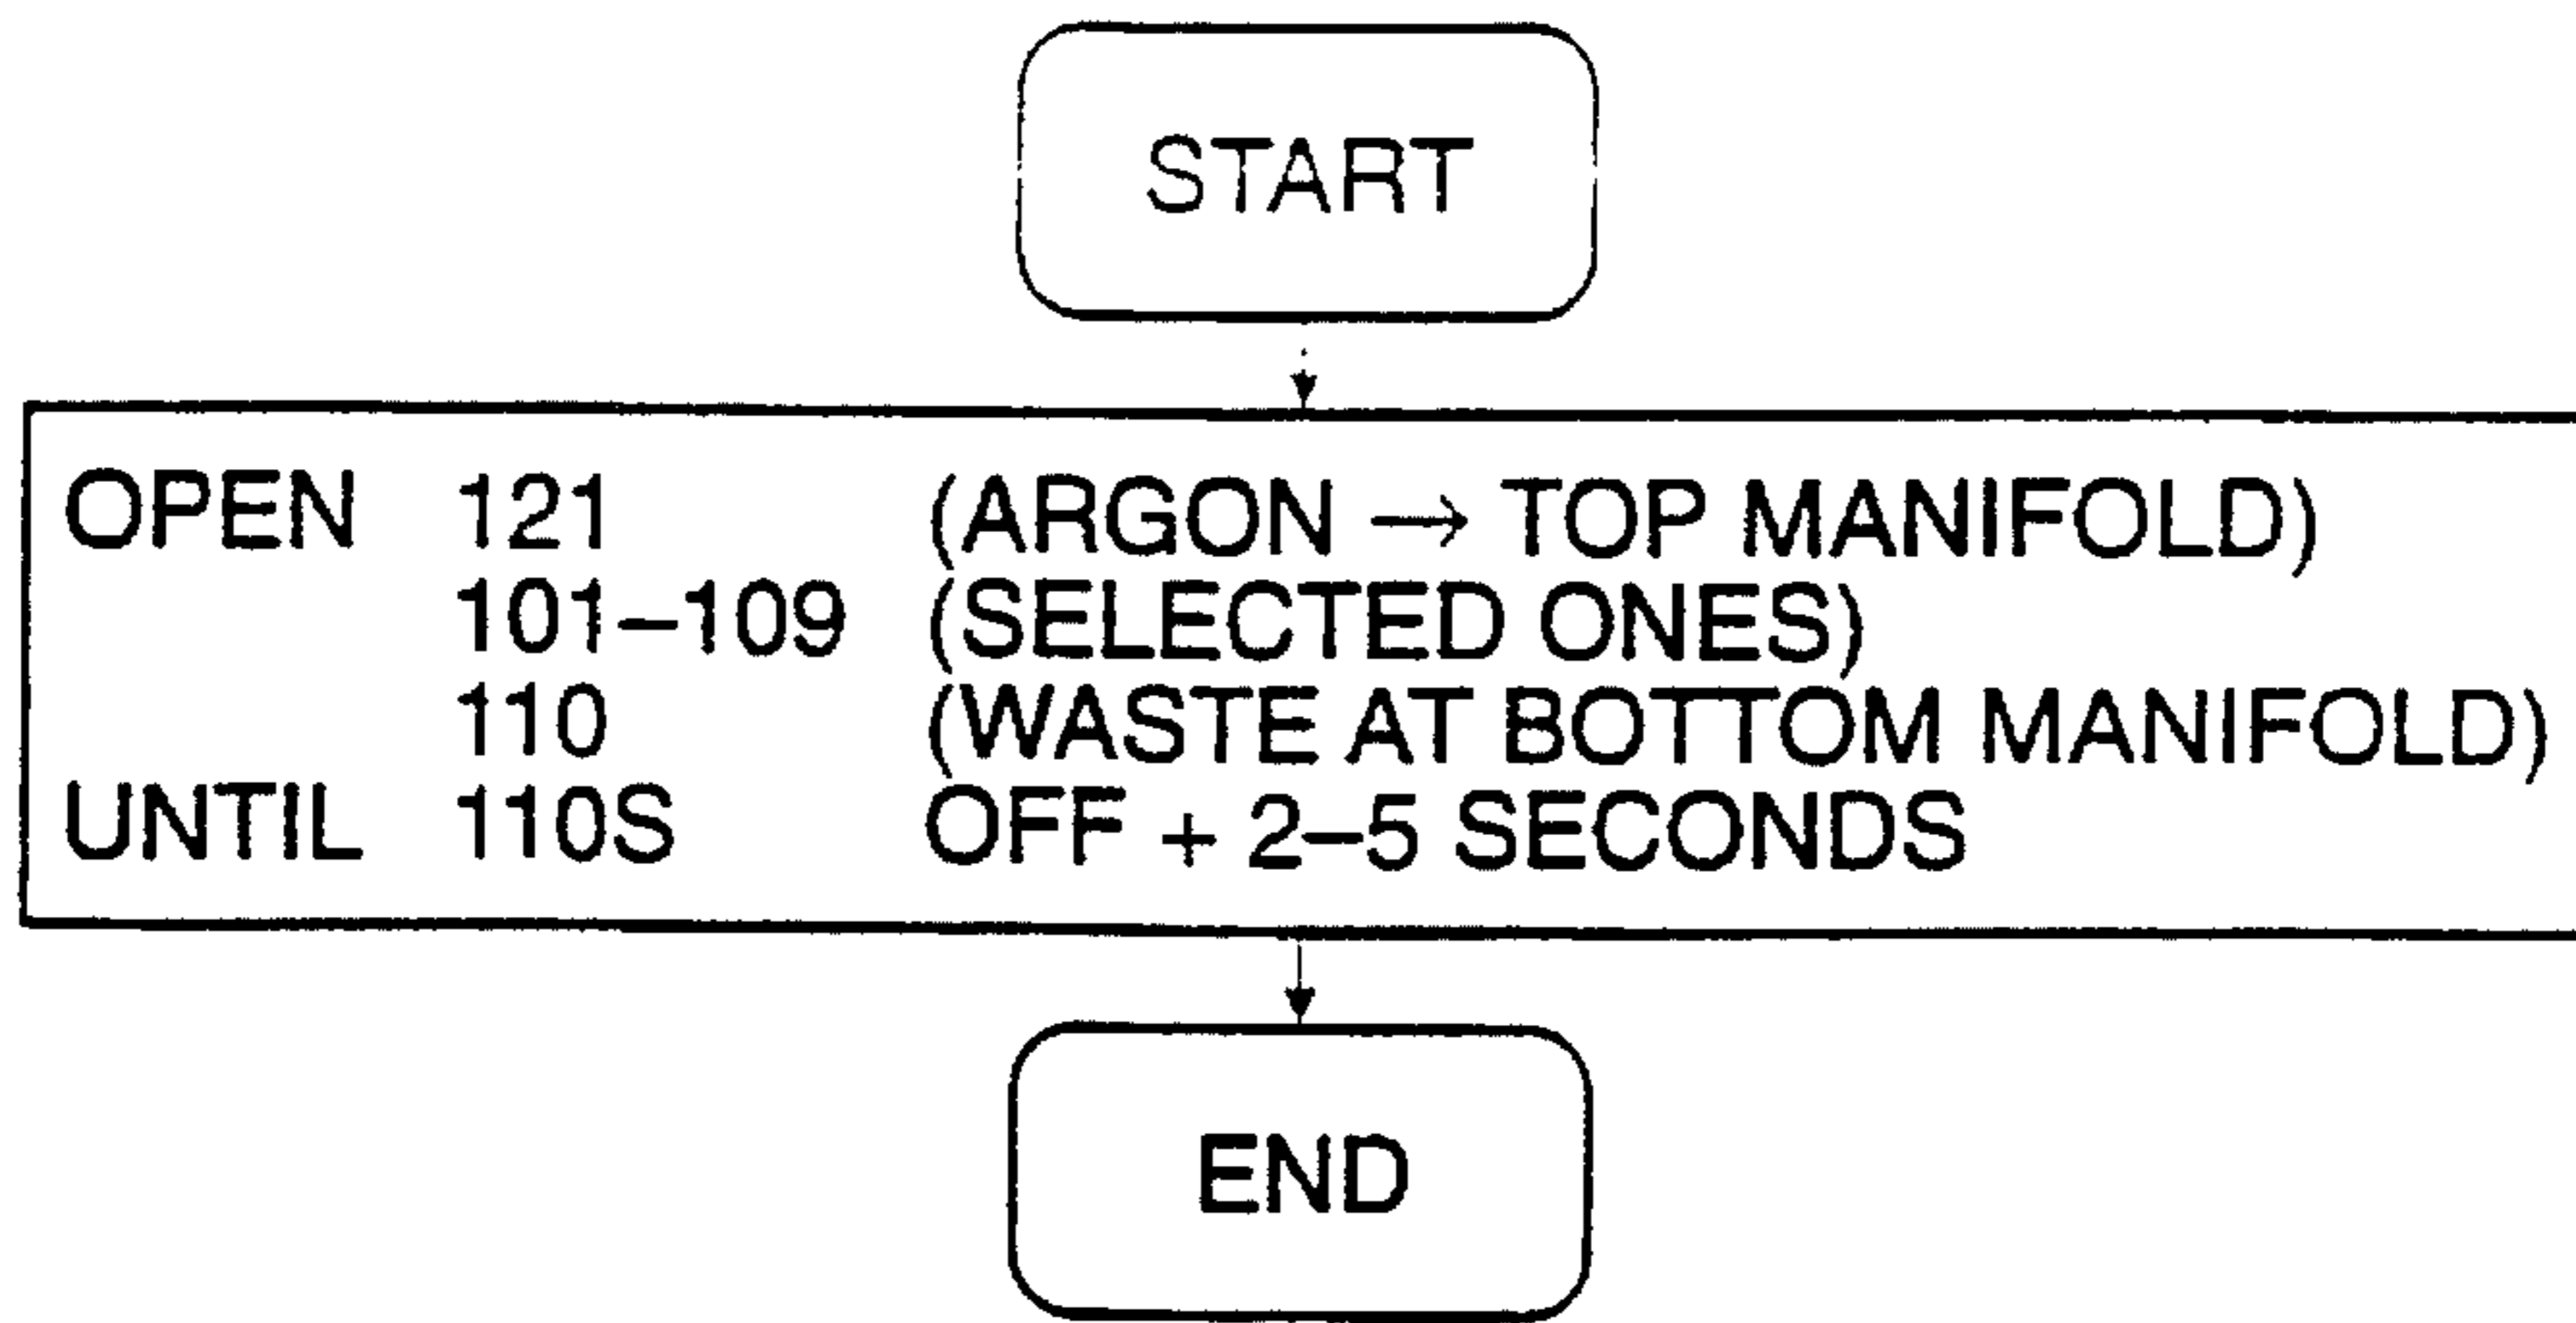 START
OPEN 121 (ARGON → TOP MANIFOLD)
101–109 (SELECTED ONES)
110 (WASTE AT BOTTOM MANIFOLD)
UNTIL 110S OFF + 2–5 SECONDS
END